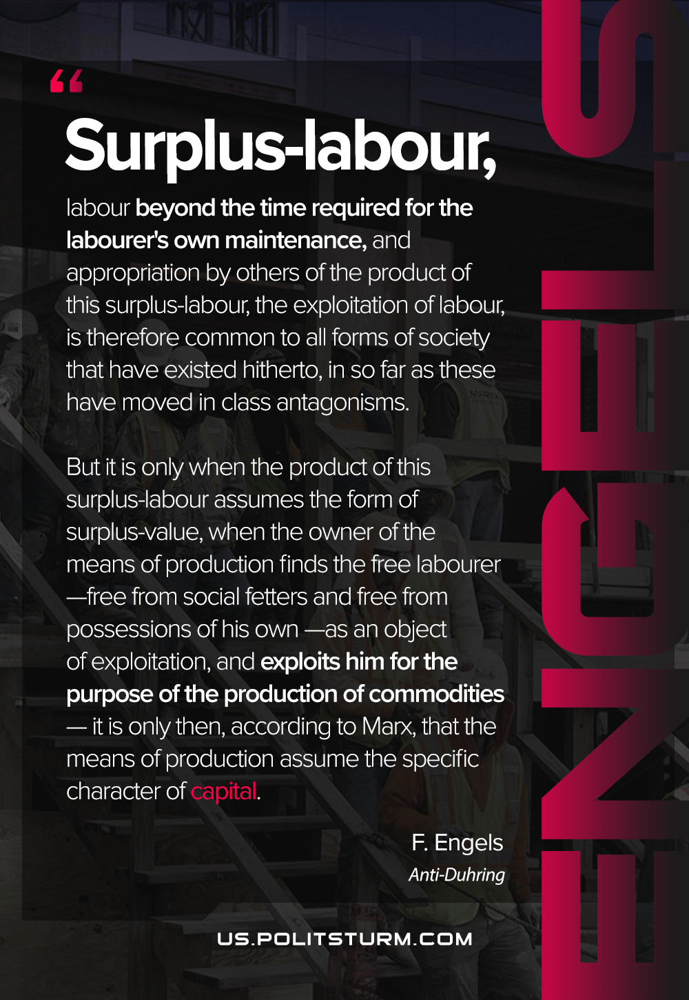 “
Surplus-labour,
labour beyond the time required for the
labourer's own maintenance, and
appropriation by others of the product of
this surplus-labour, the exploitation of labour,
is therefore common to all forms of society
that have existed hitherto, in so far as these
have moved in class antagonisms.
But it is only when the product of this
surplus-labour assumes the form of
surplus-value, when the owner of the
means of production finds the free labourer
—free from social fetters and free from
possessions of his own —as an object
of exploitation, and exploits him for the
purpose of the production of commodities
— it is only then, according to Marx, that the
means of production assume the specific
character of capital.
F. Engels
Anti-Duhring
US.POLITSTURM.COM
ENGELS
MAREK